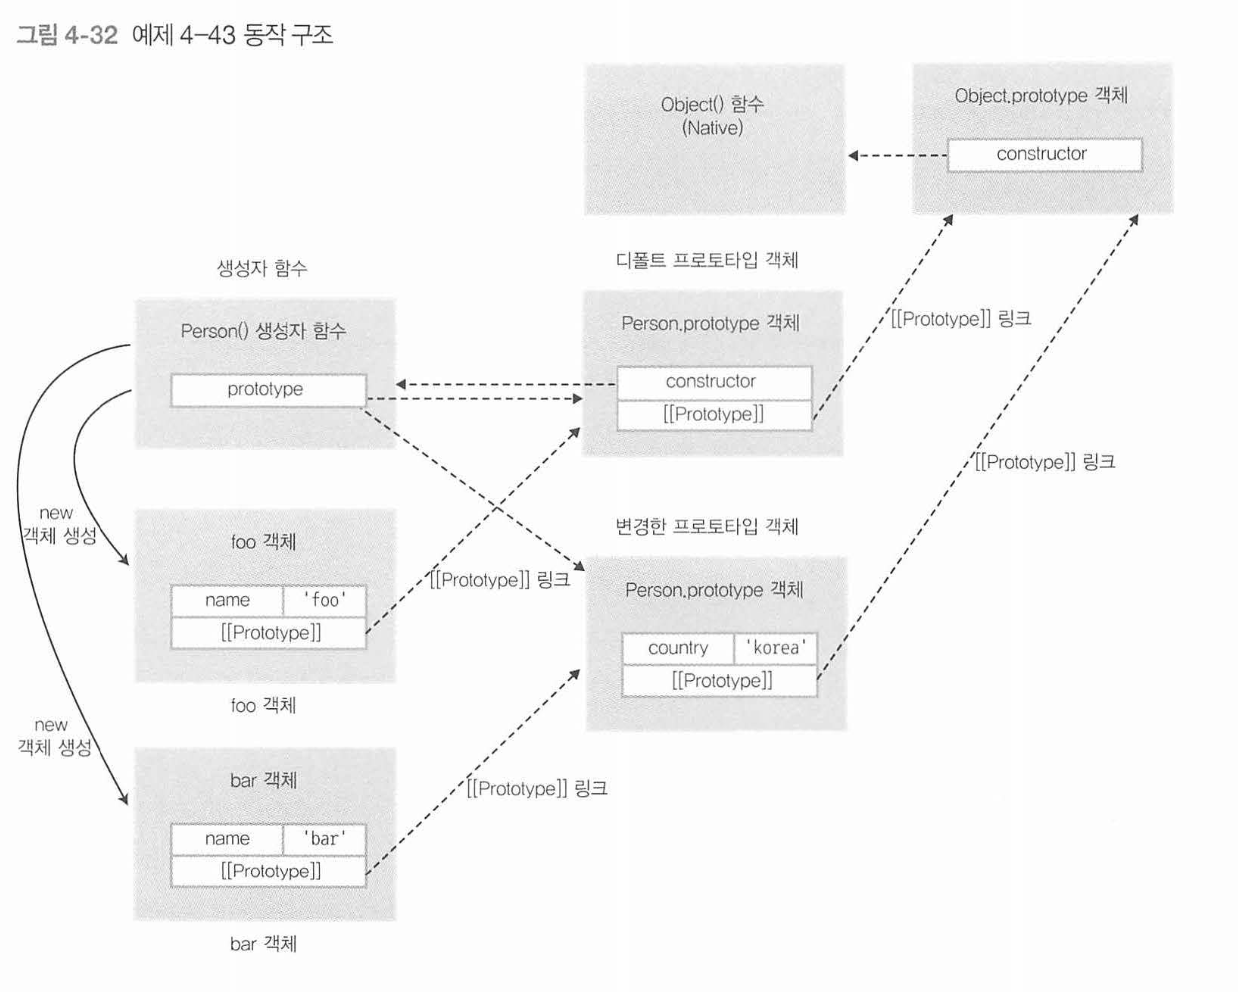 그림 4-32 예제 4-43 동작 구조
Object() 함수
(Native)
Object.prototype 객체
constructor
생성자 함수
Person() 생성자 함수
prototype
디폴트 프로토타입 객체
Person.prototype 객체
constructor
[[Prototype]]
[[Prototype]] 링크
[[Prototype]] 링크
new
객체 생성
foo 객체
name 'foo'
[[Prototype]]
foo 객체
[[Prototype]] 링크
변경한 프로토타입 객체
Person.prototype 객체
country 'korea'
[[Prototype]]
new
객체 생성
bar 객체
name 'bar'
[[Prototype]]
bar 객체
[[Prototype]] 링크